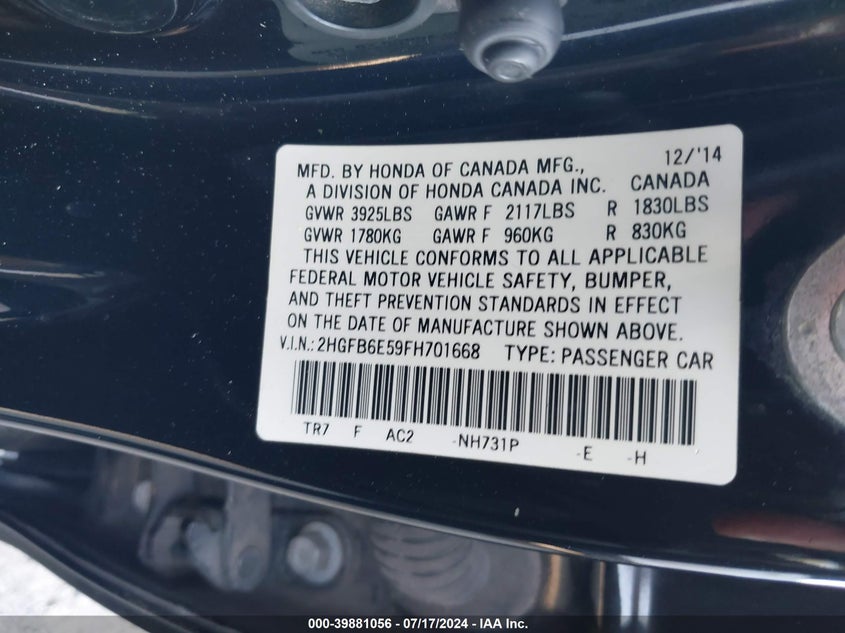 MFD. BY HONDA OF CANADA MFG., 12/'14
A DIVISION OF HONDA CANADA INC. CANADA
GVWR 3925LBS GAWR F 2117LBS R 1830LBS
GVWR 1780KG GAWR F 960KG R 830KG
THIS VEHICLE CONFORMS TO ALL APPLICABLE
FEDERAL MOTOR VEHICLE SAFETY, BUMPER,
AND THEFT PREVENTION STANDARDS IN EFFECT
ON THE DATE OF MANUFACTURE SHOWN ABOVE.
V.I.N.: 2HGFB6E59FH701668 TYPE: PASSENGER CAR
TR7 F AC2 -NH731P -E -H
000-39881056 - 07/17/2024 - IAA Inc.